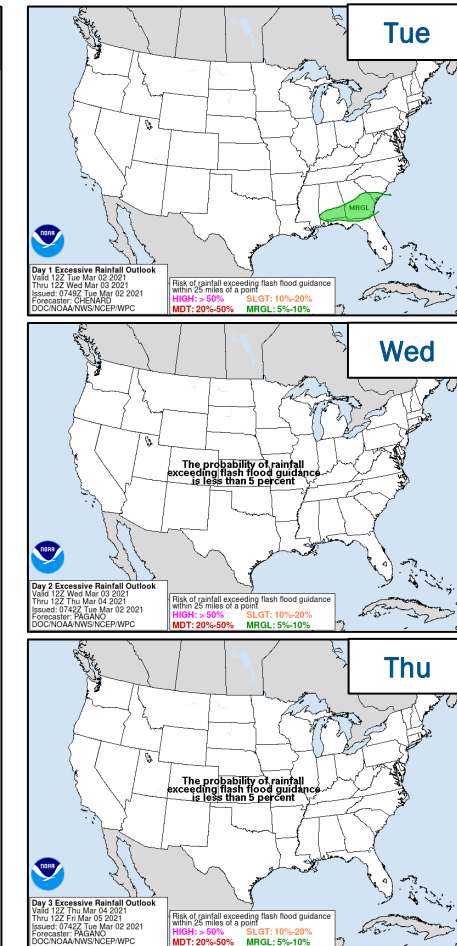 Tue
MRGL
NOAA
Day 1 Excessive Rainfall Outlook
Valid 12Z Tue Mar 02 2021
Thru 12Z Wed Mar 03 2021
Issued: 0749Z Tue Mar 02 2021
Forecaster: CHENARD
DOC/NOAA/NWS/NCEP/WPC
Risk of rainfall exceeding flash flood guidance
within 25 miles of a point
HIGH: > 50% SLGT: 10%-20%
MDT: 20%-50% MRGL: 5%-10%
Wed
The probability of rainfall
exceeding flash flood guidance
is less than 5 percent
NOAA
Day 2 Excessive Rainfall Outlook
Valid 12Z Wed Mar 03 2021
Thru 12Z Thu Mar 04 2021
Issued: 0742Z Tue Mar 02 2021
Forecaster: PAGANO
DOC/NOAA/NWS/NCEP/WPC
Risk of rainfall exceeding flash flood guidance
within 25 miles of a point
HIGH: > 50% SLGT: 10%-20%
MDT: 20%-50% MRGL: 5%-10%
Thu
The probability of rainfall
exceeding flash flood guidance
is less than 5 percent
NOAA
Day 3 Excessive Rainfall Outlook
Valid 12Z Thu Mar 04 2021
Thru 12Z Fri Mar 05 2021
Issued: 0742Z Tue Mar 02 2021
Forecaster: PAGANO
DOC/NOAA/NWS/NCEP/WPC
Risk of rainfall exceeding flash flood guidance
within 25 miles of a point
HIGH: > 50% SLGT: 10%-20%
MDT: 20%-50% MRGL: 5%-10%